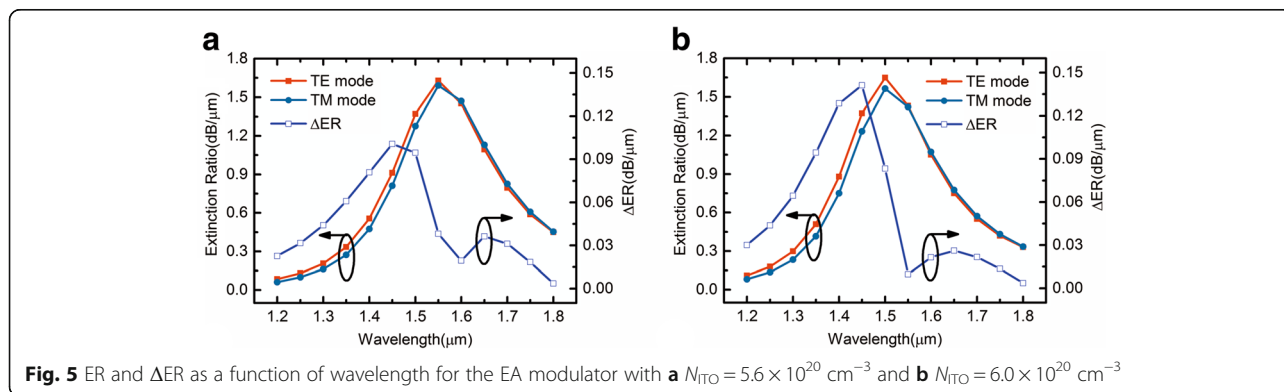 a
1.8
1.5
1.2
0.9
0.6
0.3
0.0
Extinction Ratio(dB/μm)
TE mode
TM mode
ΔER
0.15
0.12
0.09
0.06
0.03
0.00
ΔER(dB/μm)
1.2 1.3 1.4 1.5 1.6 1.7 1.8
Wavelength(μm)
b
1.8
1.5
1.2
0.9
0.6
0.3
0.0
Extinction Ratio(dB/μm)
TE mode
TM mode
ΔER
0.15
0.12
0.09
0.06
0.03
0.00
ΔER(dB/μm)
1.2 1.3 1.4 1.5 1.6 1.7 1.8
Wavelength(μm)
Fig. 5 ER and ΔER as a function of wavelength for the EA modulator with a N_ITO = 5.6 × 10²⁰ cm⁻³ and b N_ITO = 6.0 × 10²⁰ cm⁻³